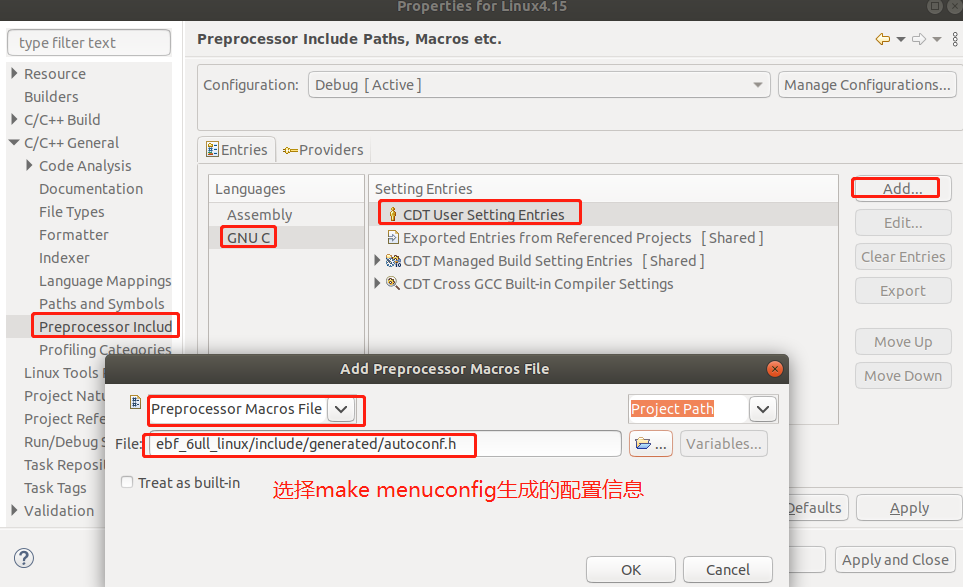 Properties for Linux4.15
type filter text
Preprocessor Include Paths, Macros etc.
Resource
Builders
C/C++ Build
C/C++ General
Code Analysis
Documentation
File Types
Formatter
Indexer
Language Mappings
Paths and Symbols
Preprocessor Includ
Profiling Categories
Linux Tools
Project Natu
Project Refe
Run/Debug S
Task Reposit
Task Tags
Validation
Configuration: Debug [ Active ] Manage Configurations...
Entries Providers
Languages
Assembly
GNU C
Setting Entries
CDT User Setting Entries
Exported Entries from Referenced Projects [ Shared ]
CDT Managed Build Setting Entries [ Shared ]
CDT Cross GCC Built-in Compiler Settings
Add...
Edit...
Clear Entries
Export
Move Up
Move Down
Add Preprocessor Macros File
Preprocessor Macros File Project Path
File: ebf_6ull_linux/include/generated/autoconf.h ... Variables...
Treat as built-in
选择make menuconfig生成的配置信息
OK Cancel
Defaults Apply
Apply and Close